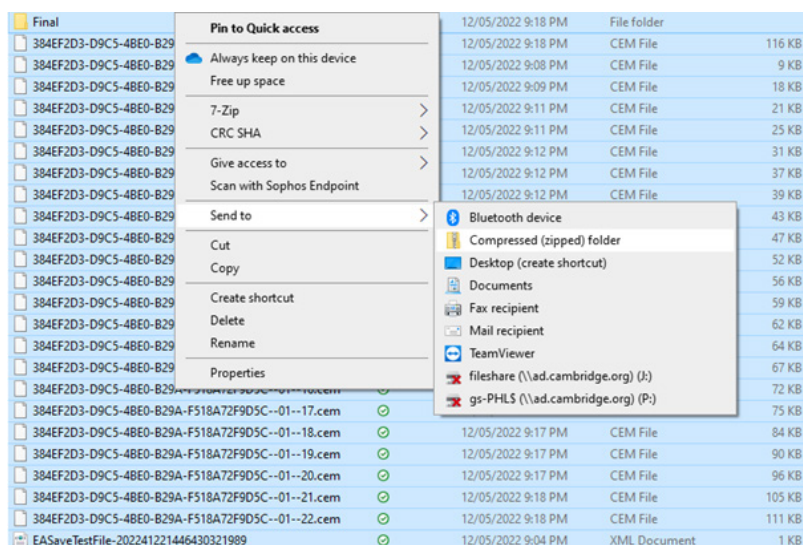 Final 12/05/2022 9:18 PM File folder
384EF2D3-D9C5-4BE0-B29 12/05/2022 9:18 PM CEM File 116 KB
384EF2D3-D9C5-4BE0-B29 12/05/2022 9:08 PM CEM File 9 KB
384EF2D3-D9C5-4BE0-B29 12/05/2022 9:09 PM CEM File 18 KB
384EF2D3-D9C5-4BE0-B29 12/05/2022 9:11 PM CEM File 21 KB
384EF2D3-D9C5-4BE0-B29 12/05/2022 9:11 PM CEM File 25 KB
384EF2D3-D9C5-4BE0-B29 12/05/2022 9:12 PM CEM File 31 KB
384EF2D3-D9C5-4BE0-B29 12/05/2022 9:12 PM CEM File 37 KB
384EF2D3-D9C5-4BE0-B29 12/05/2022 9:12 PM CEM File 39 KB
384EF2D3-D9C5-4BE0-B29 43 KB
384EF2D3-D9C5-4BE0-B29 47 KB
384EF2D3-D9C5-4BE0-B29 52 KB
384EF2D3-D9C5-4BE0-B29 56 KB
384EF2D3-D9C5-4BE0-B29 59 KB
384EF2D3-D9C5-4BE0-B29 62 KB
384EF2D3-D9C5-4BE0-B29 64 KB
384EF2D3-D9C5-4BE0-B29 67 KB
384EF2D3-D9C5-4BE0-B29A-F518A72F9D5C--01--16.cem 72 KB
384EF2D3-D9C5-4BE0-B29A-F518A72F9D5C--01--17.cem 75 KB
384EF2D3-D9C5-4BE0-B29A-F518A72F9D5C--01--18.cem 12/05/2022 9:17 PM CEM File 84 KB
384EF2D3-D9C5-4BE0-B29A-F518A72F9D5C--01--19.cem 12/05/2022 9:17 PM CEM File 90 KB
384EF2D3-D9C5-4BE0-B29A-F518A72F9D5C--01--20.cem 12/05/2022 9:17 PM CEM File 96 KB
384EF2D3-D9C5-4BE0-B29A-F518A72F9D5C--01--21.cem 12/05/2022 9:18 PM CEM File 105 KB
384EF2D3-D9C5-4BE0-B29A-F518A72F9D5C--01--22.cem 12/05/2022 9:18 PM CEM File 111 KB
EASaveTestFile-202241221446430321989 12/05/2022 9:04 PM XML Document 1 KB
Pin to Quick access
Always keep on this device
Free up space
7-Zip
CRC SHA
Give access to
Scan with Sophos Endpoint
Send to
Cut
Copy
Create shortcut
Delete
Rename
Properties
Bluetooth device
Compressed (zipped) folder
Desktop (create shortcut)
Documents
Fax recipient
Mail recipient
TeamViewer
fileshare (\\ad.cambridge.org) (J:)
gs-PHL$ (\\ad.cambridge.org) (P:)